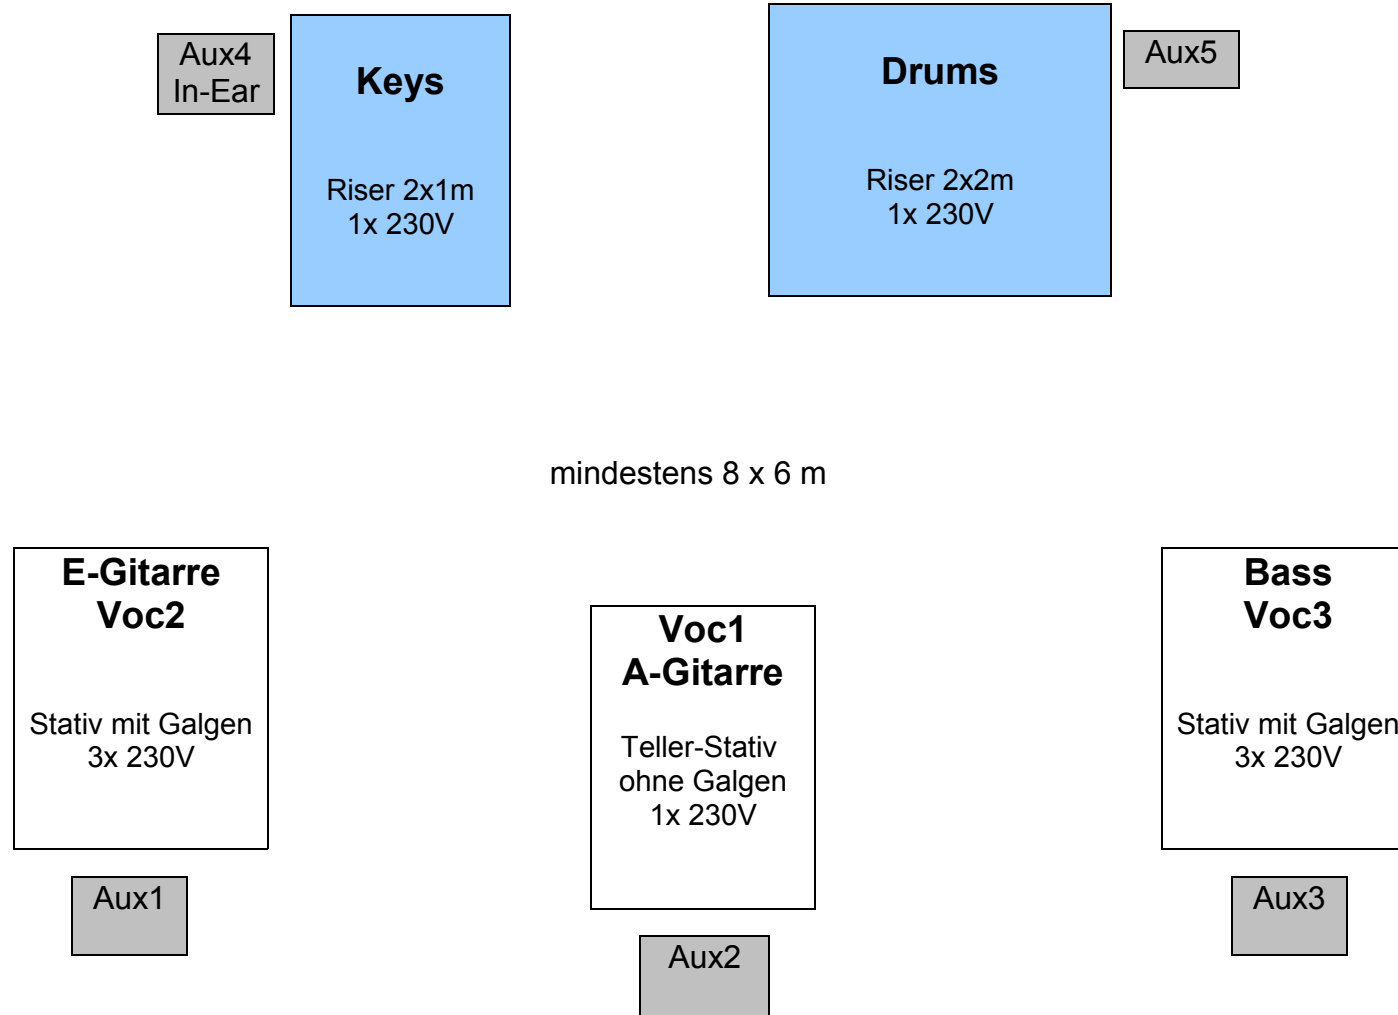 Aux4
In-Ear
Keys
Riser 2x1m
1x 230V
Drums
Riser 2x2m
1x 230V
Aux5
mindestens 8 x 6 m
E-Gitarre
Voc2
Stativ mit Galgen
3x 230V
Aux1
Voc1
A-Gitarre
Teller-Stativ
ohne Galgen
1x 230V
Aux2
Bass
Voc3
Stativ mit Galgen
3x 230V
Aux3